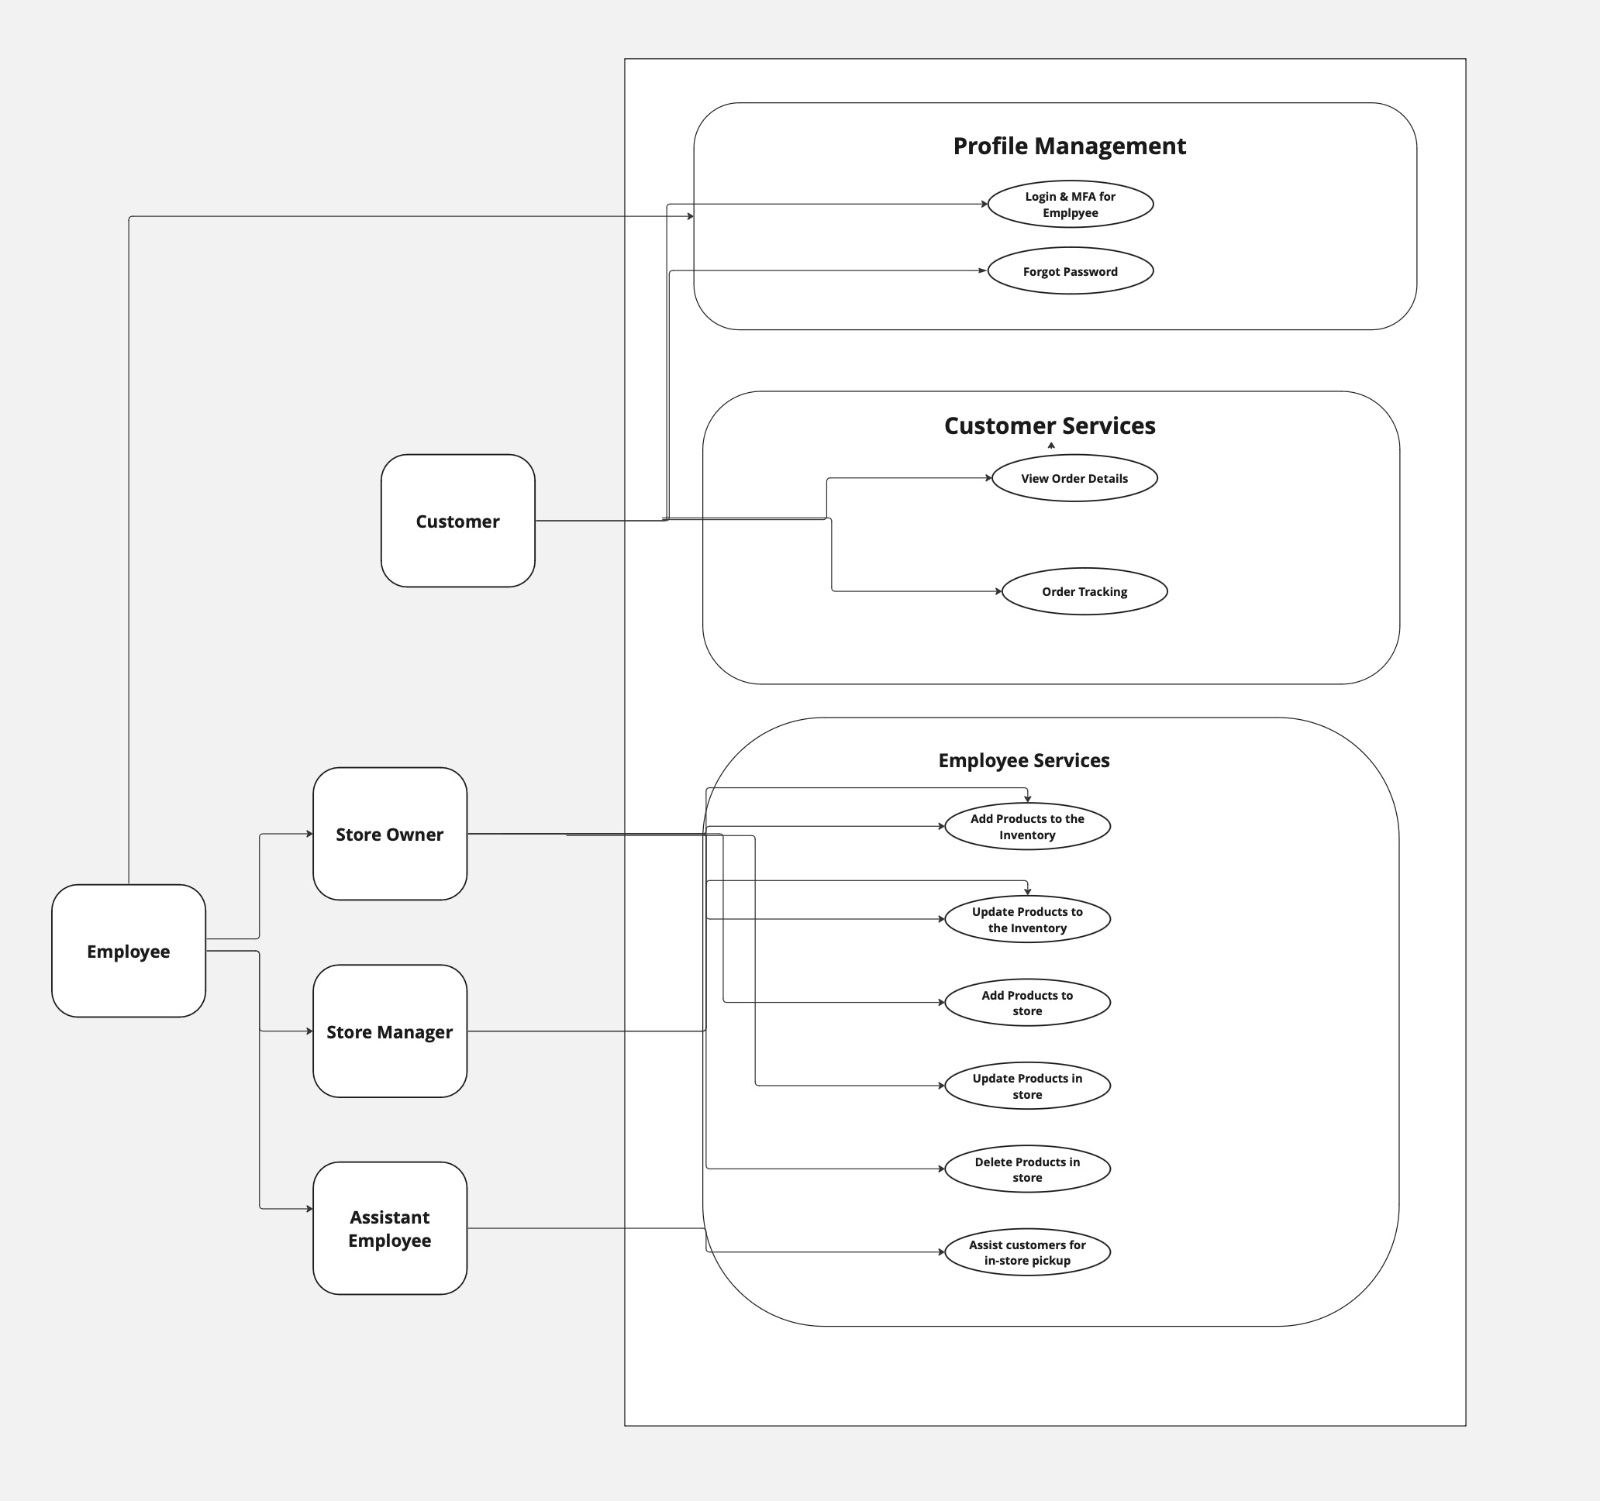 Profile Management
Login & MFA for
Emplpyee
Forgot Password
Customer Services
View Order Details
Customer
Order Tracking
Employee Services
Store Owner
Add Products to the
Inventory
Update Products to
the Inventory
Employee
Add Products to
store
Store Manager
Update Products in
store
Delete Products in
store
Assistant
Employee
Assist customers for
in-store pickup